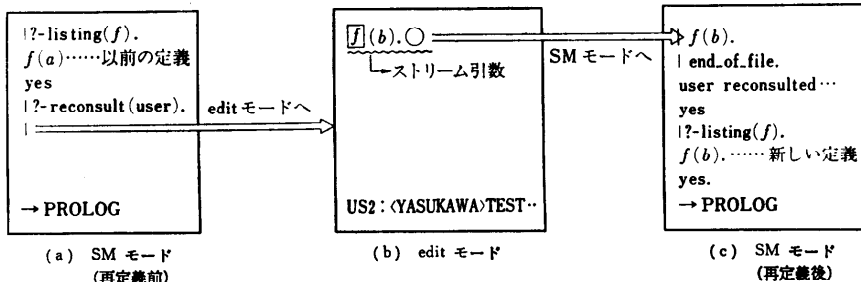 |?-listing(f).
f(a)……以前の定義
yes
|?-reconsult(user).
|
→PROLOG
edit モードへ
f(b).○
ストリーム引数
US2:〈YASUKAWA〉TEST‥
SM モードへ
f(b).
| end_of_file.
user reconsulted…
yes
|?-listing(f).
f(b).……新しい定義
yes.
→PROLOG
(a) SM モード
(再定義前)
(b) edit モード
(c) SM モード
(再定義後)